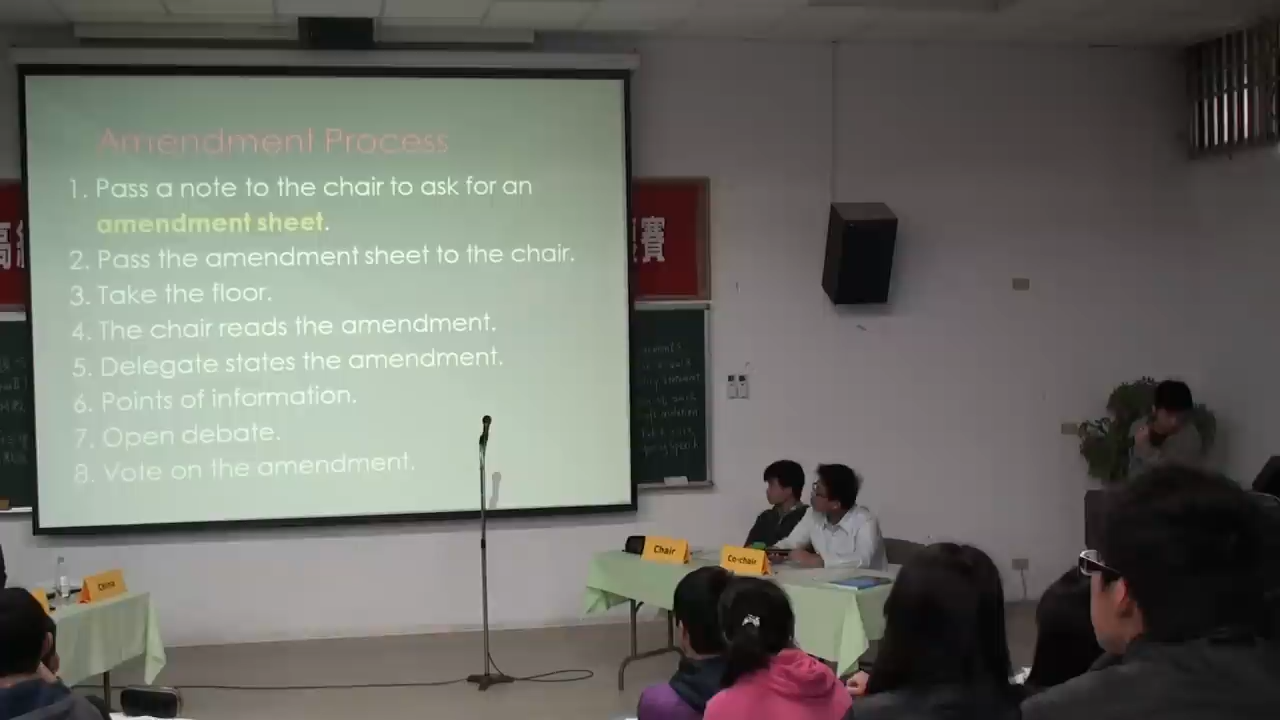 Amendment Process
1. Pass a note to the chair to ask for an
amendment sheet.
2. Pass the amendment sheet to the chair.
3. Take the floor.
4. The chair reads the amendment.
5. Delegate states the amendment.
6. Points of information.
7. Open debate.
8. Vote on the amendment.
高
賽
Chair
Co-chair
China